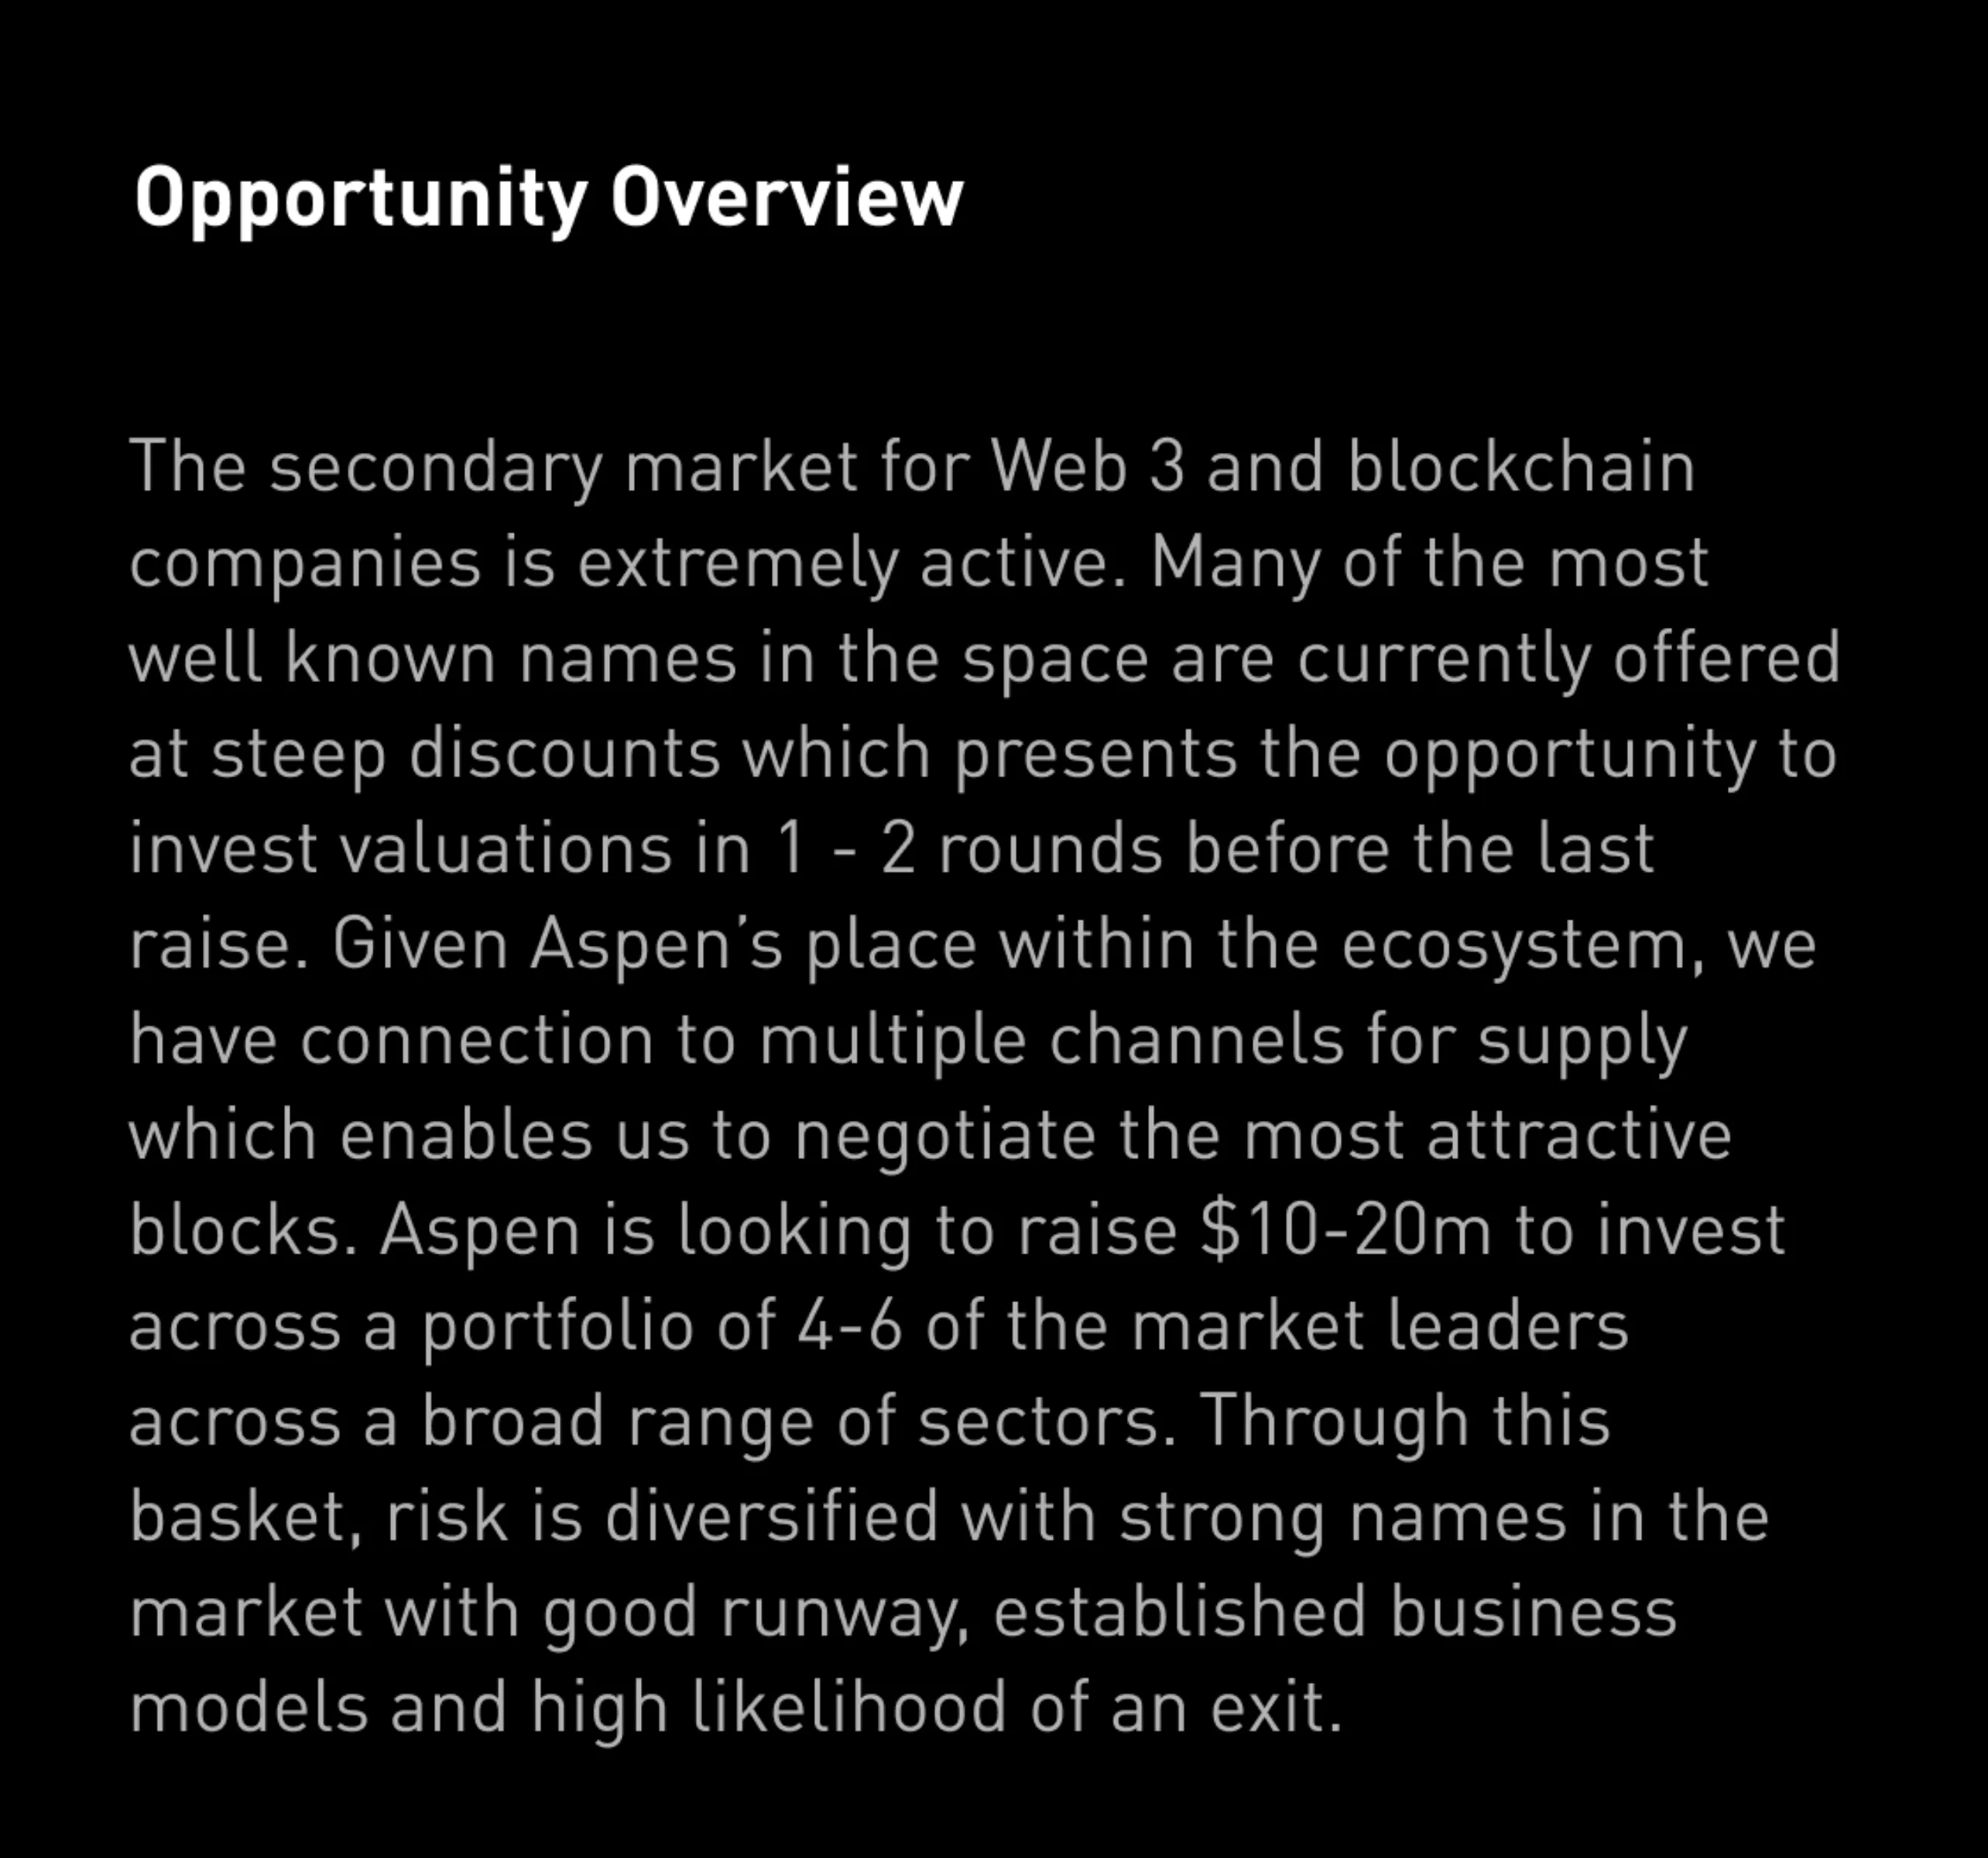 Opportunity Overview
The secondary market for Web 3 and blockchain
companies is extremely active. Many of the most
well known names in the space are currently offered
at steep discounts which presents the opportunity to
invest valuations in 1 - 2 rounds before the last
raise. Given Aspen’s place within the ecosystem, we
have connection to multiple channels for supply
which enables us to negotiate the most attractive
blocks. Aspen is looking to raise $10-20m to invest
across a portfolio of 4-6 of the market leaders
across a broad range of sectors. Through this
basket, risk is diversified with strong names in the
market with good runway, established business
models and high likelihood of an exit.